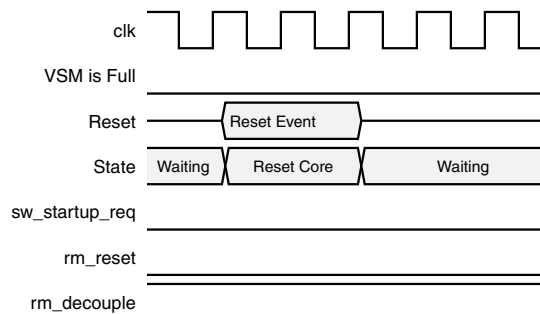 clk
VSM is Full
Reset Reset Event
State Waiting Reset Core Waiting
sw_startup_req
rm_reset
rm_decouple